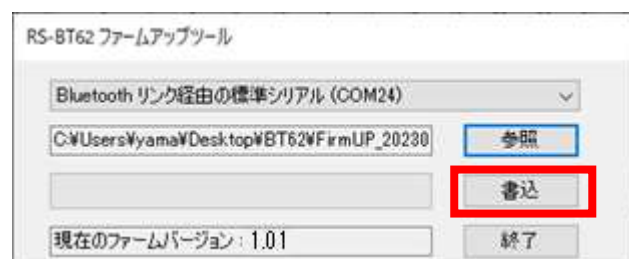 RS-BT62 ファームアップツール
Bluetooth リンク経由の標準シリアル (COM24)
C:¥Users¥yama¥Desktop¥BT62¥FirmUP_20230
参照
書込
現在のファームバージョン : 1.01
終了